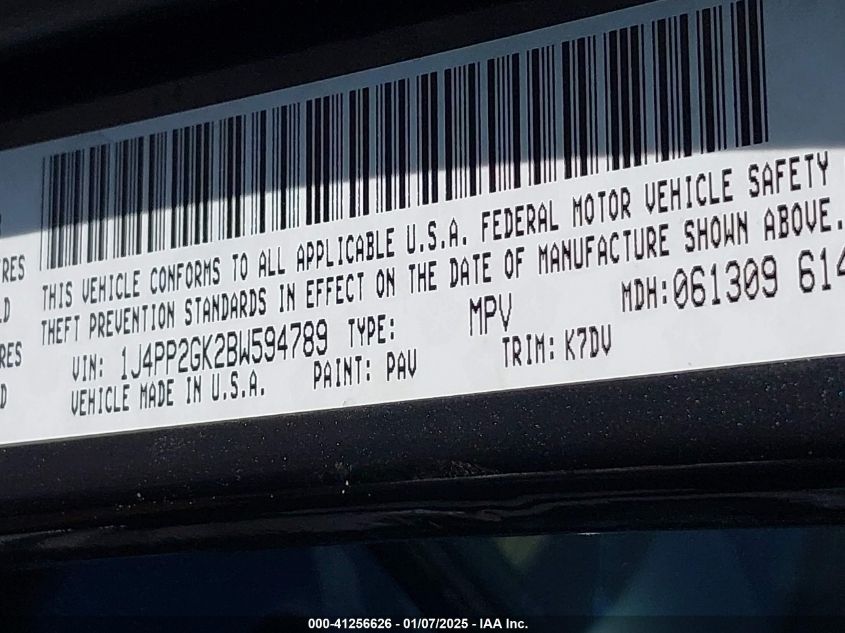 THIS VEHICLE CONFORMS TO ALL APPLICABLE U.S.A. FEDERAL MOTOR VEHICLE SAFETY
THEFT PREVENTION STANDARDS IN EFFECT ON THE DATE OF MANUFACTURE SHOWN ABOVE.
VIN: 1J4PP2GK2BW594789 TYPE: MPV MDH:061309 614
VEHICLE MADE IN U.S.A. PAINT: PAV TRIM: K7DV
000-41256626 - 01/07/2025 - IAA Inc.